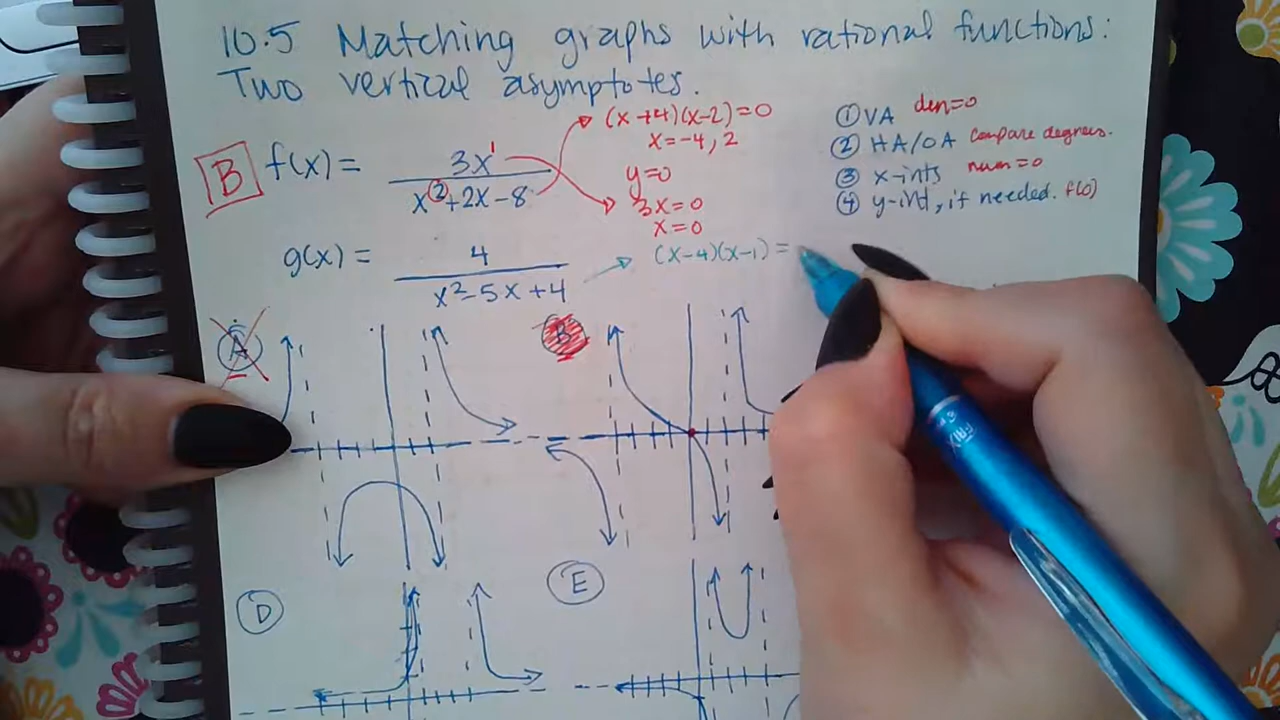 10.5 Matching graphs with rational functions:
Two vertical asymptotes.
B f(x) = 3x¹ / x²+2x-8
(x+4)(x-2)=0
x=-4, 2
y=0
3x=0
x=0
① VA den=0
② HA/OA compare degrees.
③ x-ints num=0
④ y-int, if needed. f(0)
g(x) = 4 / x²-5x+4
(x-4)(x-1)=
A
B
D
E